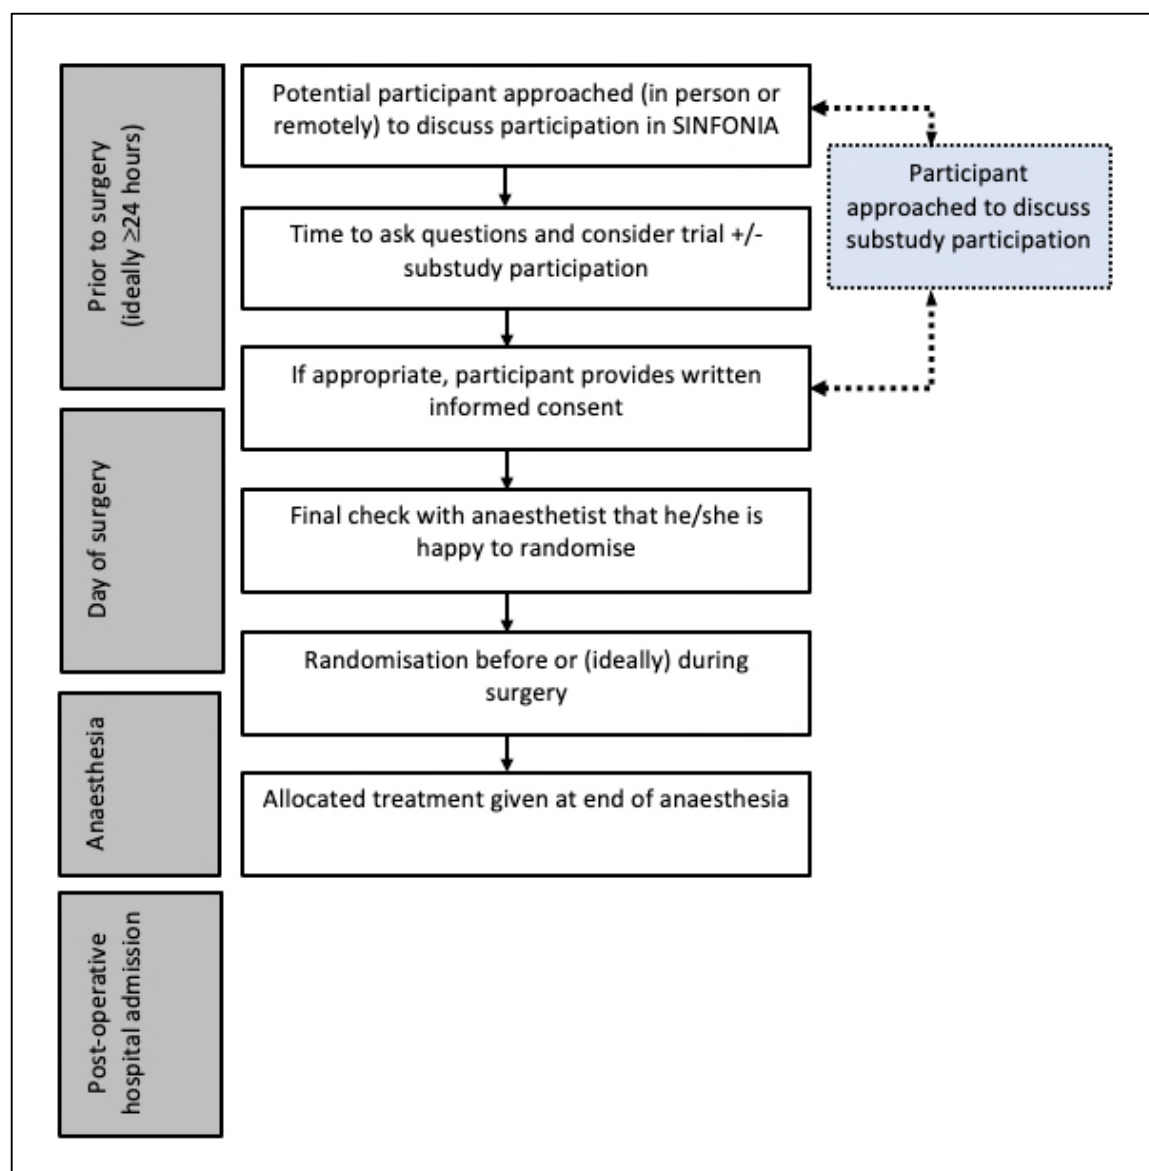 Prior to surgery
(ideally ≥24 hours)
Potential participant approached (in person or
remotely) to discuss participation in SINFONIA
Participant
approached to discuss
substudy participation
Time to ask questions and consider trial +/-
substudy participation
If appropriate, participant provides written
informed consent
Day of surgery
Final check with anaesthetist that he/she is
happy to randomise
Randomisation before or (ideally) during
surgery
Anaesthesia
Allocated treatment given at end of anaesthesia
Post-operative
hospital admission